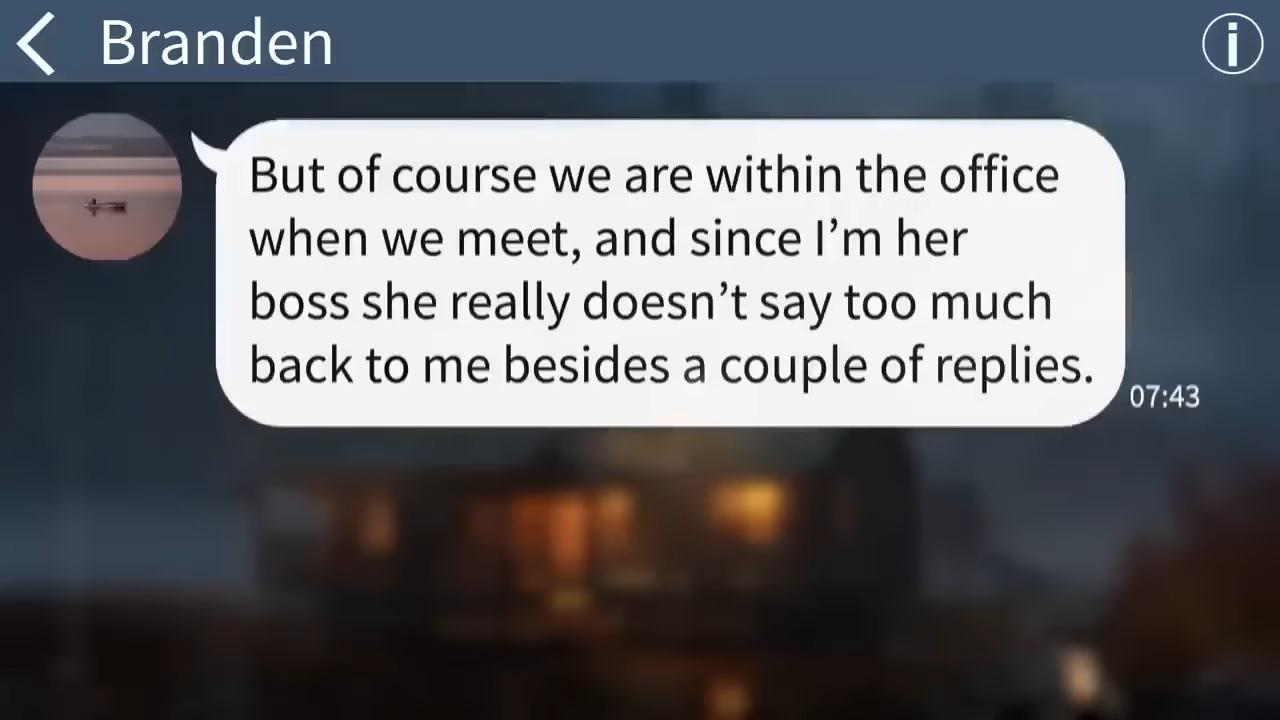 Branden
i
But of course we are within the office
when we meet, and since I’m her
boss she really doesn’t say too much
back to me besides a couple of replies.
07:43